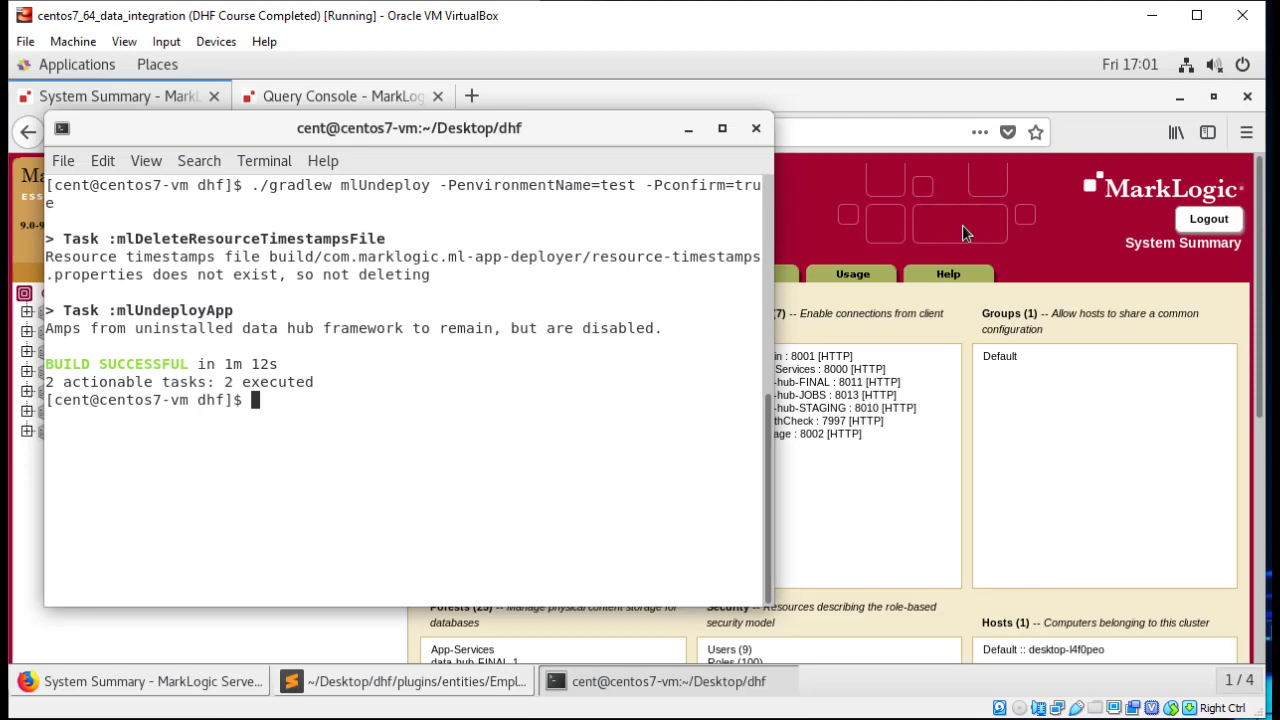 centos7_64_data_integration (DHF Course Completed) [Running] - Oracle VM VirtualBox
File Machine View Input Devices Help
Applications Places Fri 17:01
System Summary - MarkL
Query Console - MarkLog
cent@centos7-vm:~/Desktop/dhf
File Edit View Search Terminal Help
[cent@centos7-vm dhf]$ ./gradlew mlUndeploy -PenvironmentName=test -Pconfirm=tru
e
> Task :mlDeleteResourceTimestampsFile
Resource timestamps file build/com.marklogic.ml-app-deployer/resource-timestamps
.properties does not exist, so not deleting
> Task :mlUndeployApp
Amps from uninstalled data hub framework to remain, but are disabled.
BUILD SUCCESSFUL in 1m 12s
2 actionable tasks: 2 executed
[cent@centos7-vm dhf]$
MarkLogic
Logout
System Summary
Usage Help
(7) -- Enable connections from client
in : 8001 [HTTP]
Services : 8000 [HTTP]
-hub-FINAL : 8011 [HTTP]
-hub-JOBS : 8013 [HTTP]
-hub-STAGING : 8010 [HTTP]
thCheck : 7997 [HTTP]
age : 8002 [HTTP]
Groups (1) -- Allow hosts to share a common
configuration
Default
Forests (25) -- Manage physical content storage for
databases
App-Services
data-hub-FINAL-1
Security -- Resources describing the role-based
security model
Users (9)
Roles (100)
Hosts (1) -- Computers belonging to this cluster
Default :: desktop-l4f0peo
System Summary - MarkLogic Serve...
~/Desktop/dhf/plugins/entities/Empl...
cent@centos7-vm:~/Desktop/dhf
1 / 4
Right Ctrl